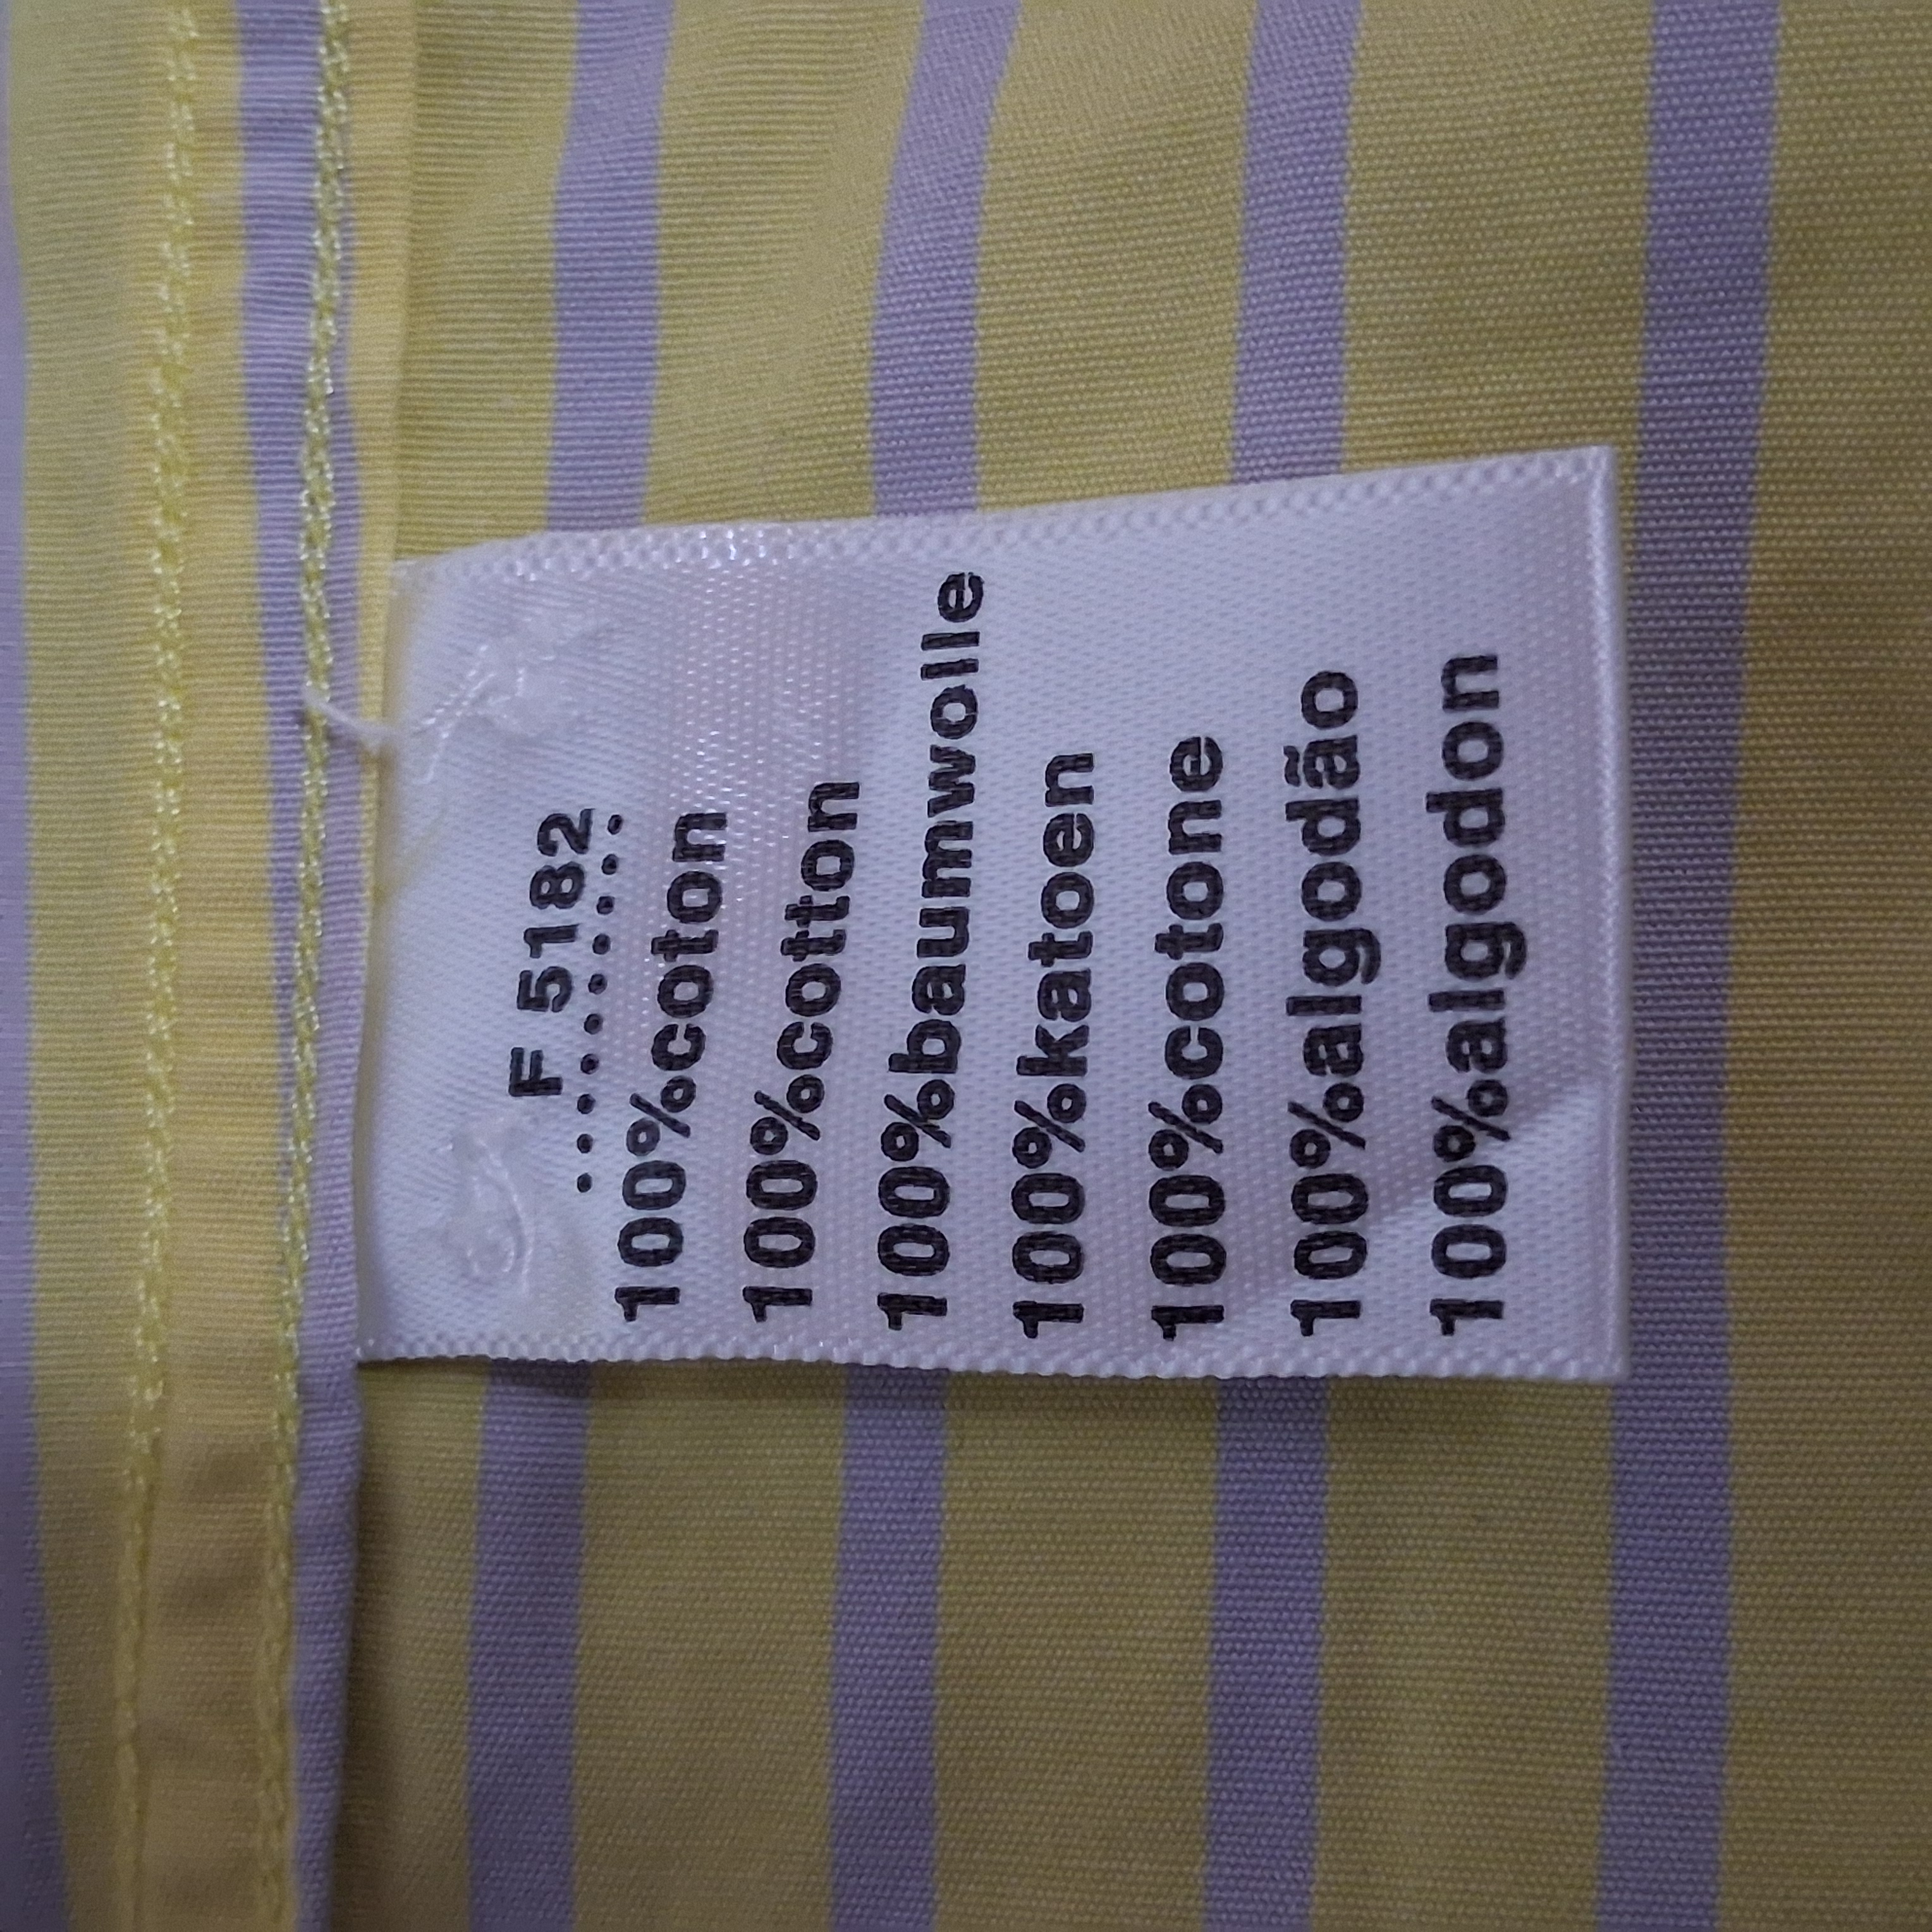 F 5182
..........
100%coton
100%cotton
100%baumwolle
100%katoen
100%cotone
100%algodão
100%algodon